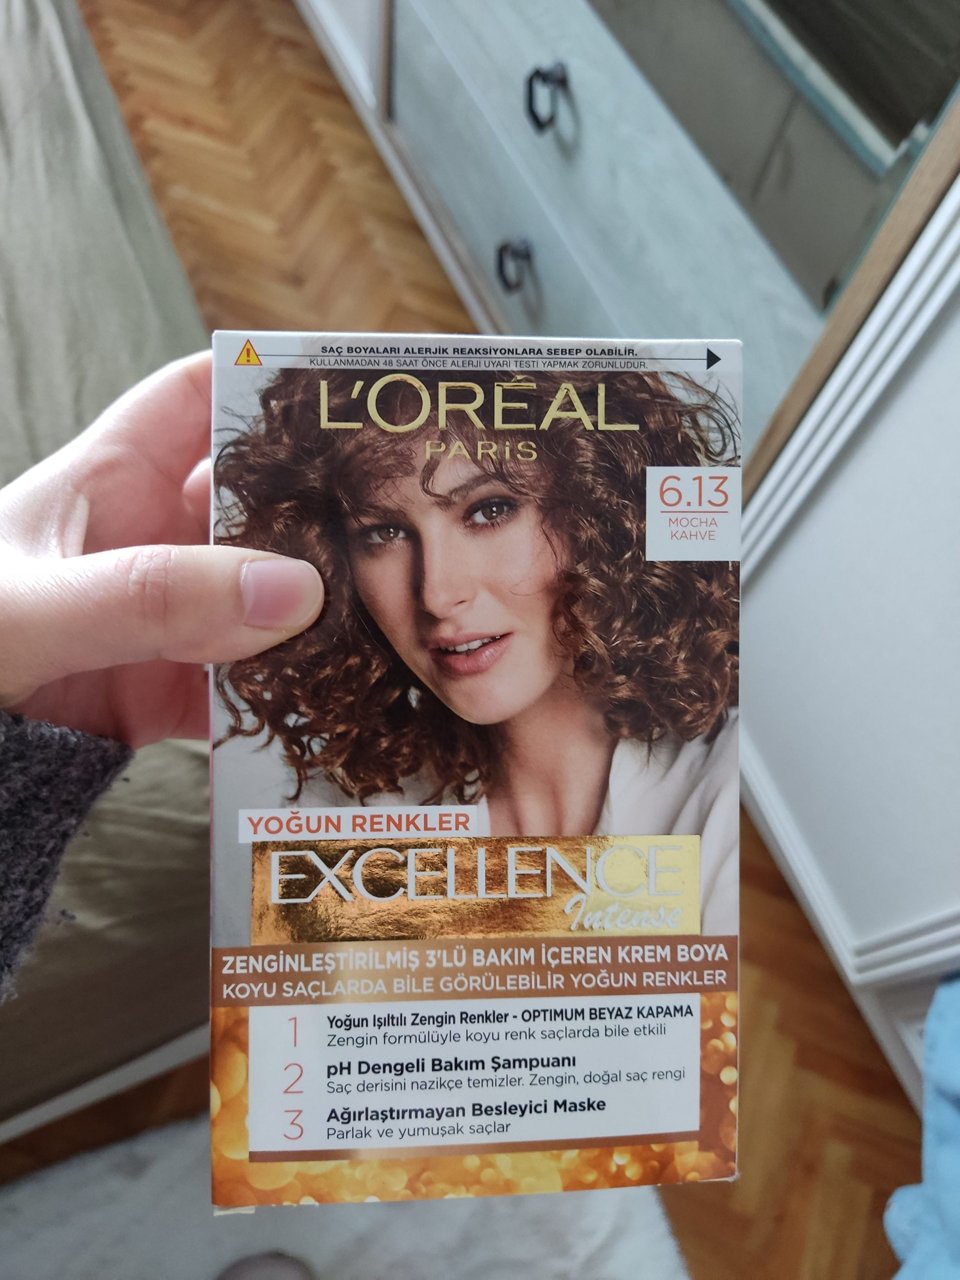 SAÇ BOYALARI ALERJİK REAKSİYONLARA SEBEP OLABİLİR.
KULLANMADAN 48 SAAT ÖNCE ALERJİ UYARI TESTİ YAPMAK ZORUNLUDUR.
L'ORÉAL
PARiS
6.13
MOCHA
KAHVE
YOĞUN RENKLER
EXCELLENCE
Intense
ZENGİNLEŞTİRİLMİŞ 3'LÜ BAKIM İÇEREN KREM BOYA
KOYU SAÇLARDA BİLE GÖRÜLEBİLİR YOĞUN RENKLER
1 Yoğun Işıltılı Zengin Renkler - OPTIMUM BEYAZ KAPAMA
Zengin formülüyle koyu renk saçlarda bile etkili
2 pH Dengeli Bakım Şampuanı
Saç derisini nazikçe temizler. Zengin, doğal saç rengi
3 Ağırlaştırmayan Besleyici Maske
Parlak ve yumuşak saçlar